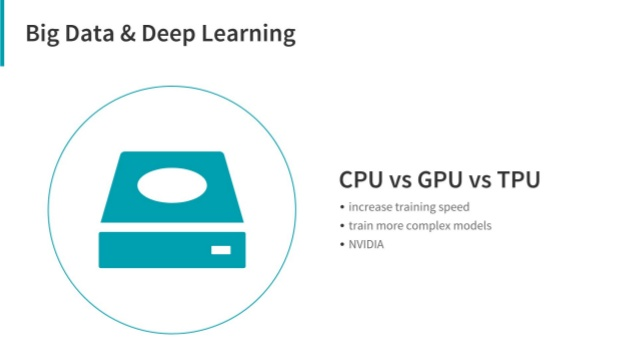 Big Data & Deep Learning
CPU vs GPU vs TPU
• increase training speed
• train more complex models
• NVIDIA